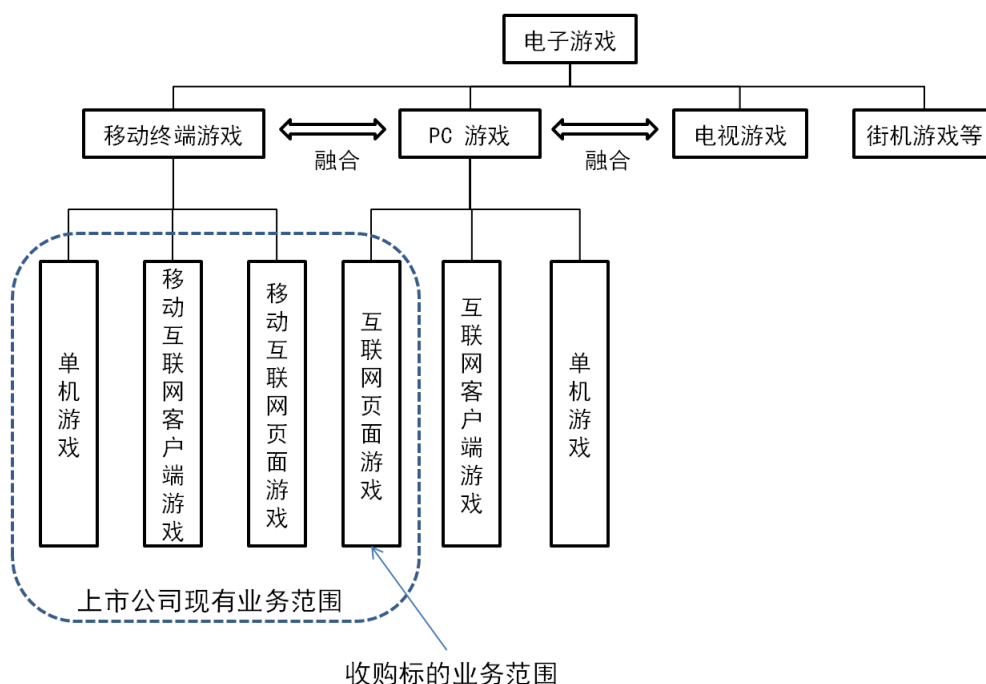 电子游戏
移动终端游戏
融合
PC 游戏
融合
电视游戏
街机游戏等
单机游戏
移动互联网客户端游戏
移动互联网页面游戏
互联网页面游戏
互联网客户端游戏
单机游戏
上市公司现有业务范围
收购标的业务范围